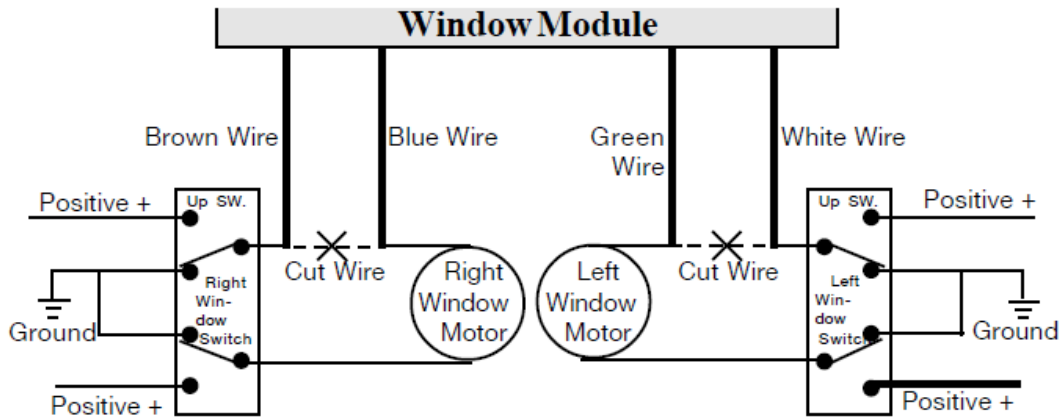 Window Module
Brown Wire
Blue Wire
Green
Wire
White Wire
Positive +
Up SW.
Up SW.
Positive +
Cut Wire
Right
Window
Motor
Left
Window
Motor
Cut Wire
Right
Win-
dow
Switch
Left
Win-
dow
Switch
Ground
Ground
Positive +
Positive +